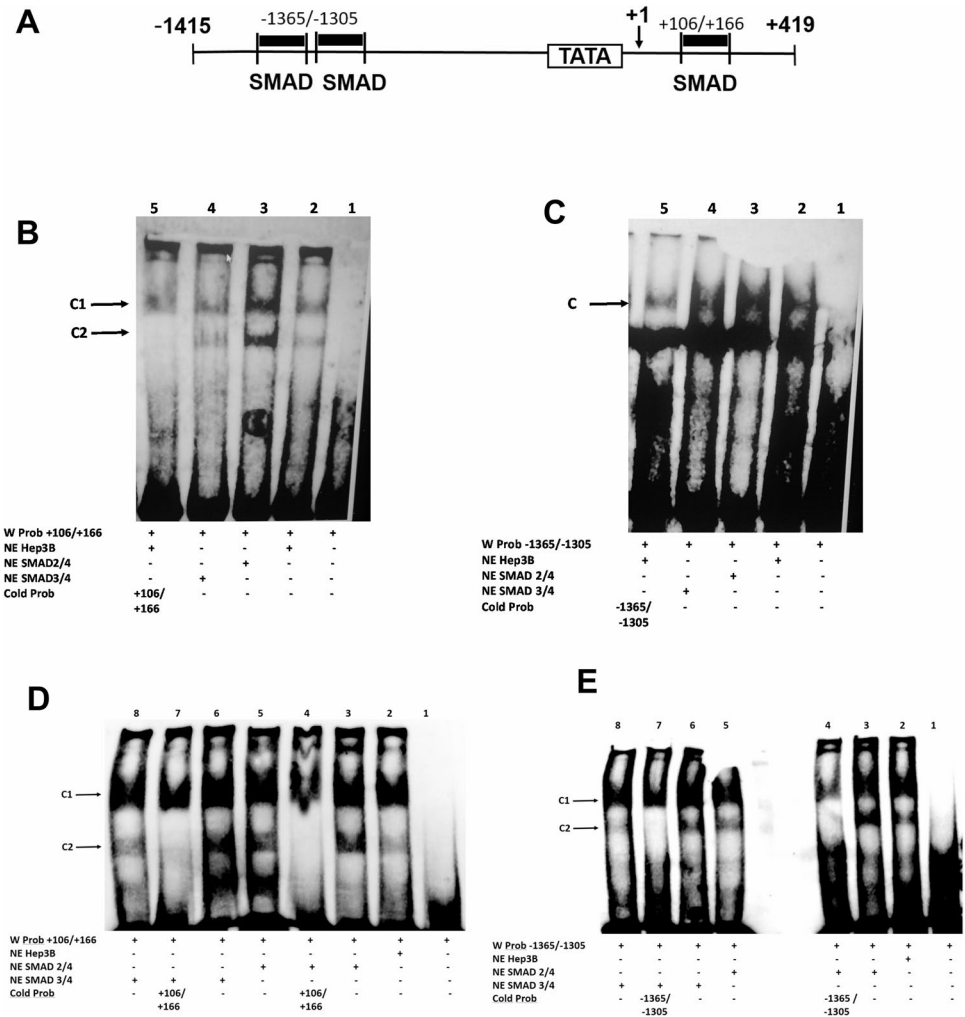 A
-1415 -1365/-1305 +1 +106/+166 +419
TATA
SMAD SMAD SMAD
B
5 4 3 2 1
C1
C2
W Prob +106/+166 + + + + +
NE Hep3B + - - + -
NE SMAD2/4 - - + - -
NE SMAD3/4 - + - - -
Cold Prob +106/ - - - -
+166
C
5 4 3 2 1
C
W Prob -1365/-1305 + + + + +
NE Hep3B + - - + -
NE SMAD 2/4 - - + - -
NE SMAD 3/4 - + - - -
Cold Prob -1365/ - - - -
-1305
D
8 7 6 5 4 3 2 1
C1
C2
W Prob +106/+166 + + + + + + + +
NE Hep3B - - - - - - + -
NE SMAD 2/4 - - - + + + - -
NE SMAD 3/4 + + + - - - - -
Cold Prob - +106/ - - +106/ - - -
+166 +166
E
8 7 6 5 4 3 2 1
C1
C2
W Prob -1365/-1305 + + + + + + + +
NE Hep3B - - - - - - + -
NE SMAD 2/4 - - - + + + - -
NE SMAD 3/4 + + + - - - - -
Cold Prob - -1365/ - - -1365 / - - -
-1305 -1305